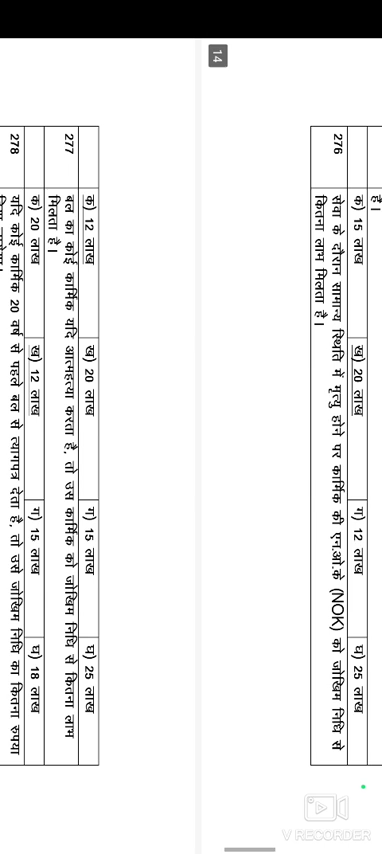 है।
क) 15 लाख ख) 20 लाख ग) 12 लाख घ) 25 लाख
276 सेवा के दौरान सामान्य स्थिति में मृत्यु होने पर कार्मिक की एन.ओ.के (NOK) को जोखिम निधि से
कितना लाभ मिलता है।
14
क) 12 लाख ख) 20 लाख ग) 15 लाख घ) 25 लाख
277 बल का कोई कार्मिक यदि आत्महत्या करता है, तो उस कार्मिक को जोखिम निधि से कितना लाभ
मिलता है।
क) 20 लाख ख) 12 लाख ग) 15 लाख घ) 18 लाख
278 यदि कोई कार्मिक 20 वर्ष से पहले बल से त्यागपत्र देता है, तो उसे जोखिम निधि का कितना रुपया
V RECORDER